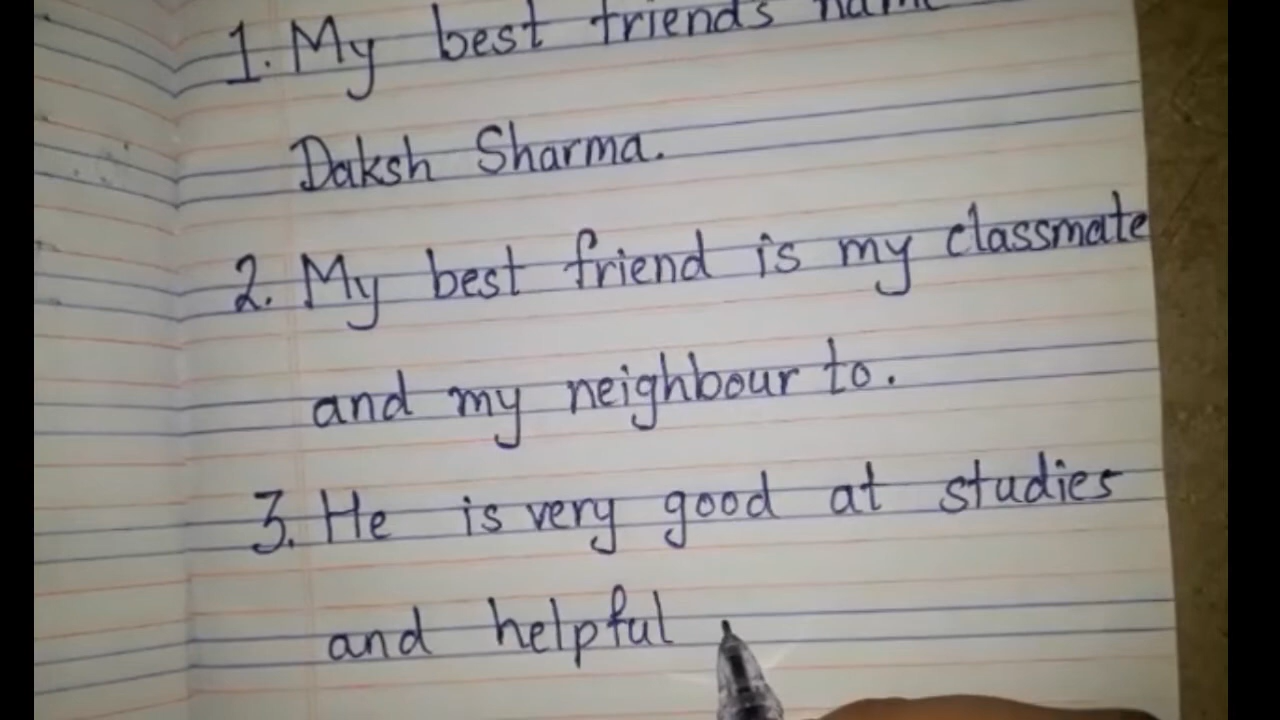 1. My best friends name
Daksh Sharma.
2. My best friend is my classmate
and my neighbour to.
3. He is very good at studies
and helpful